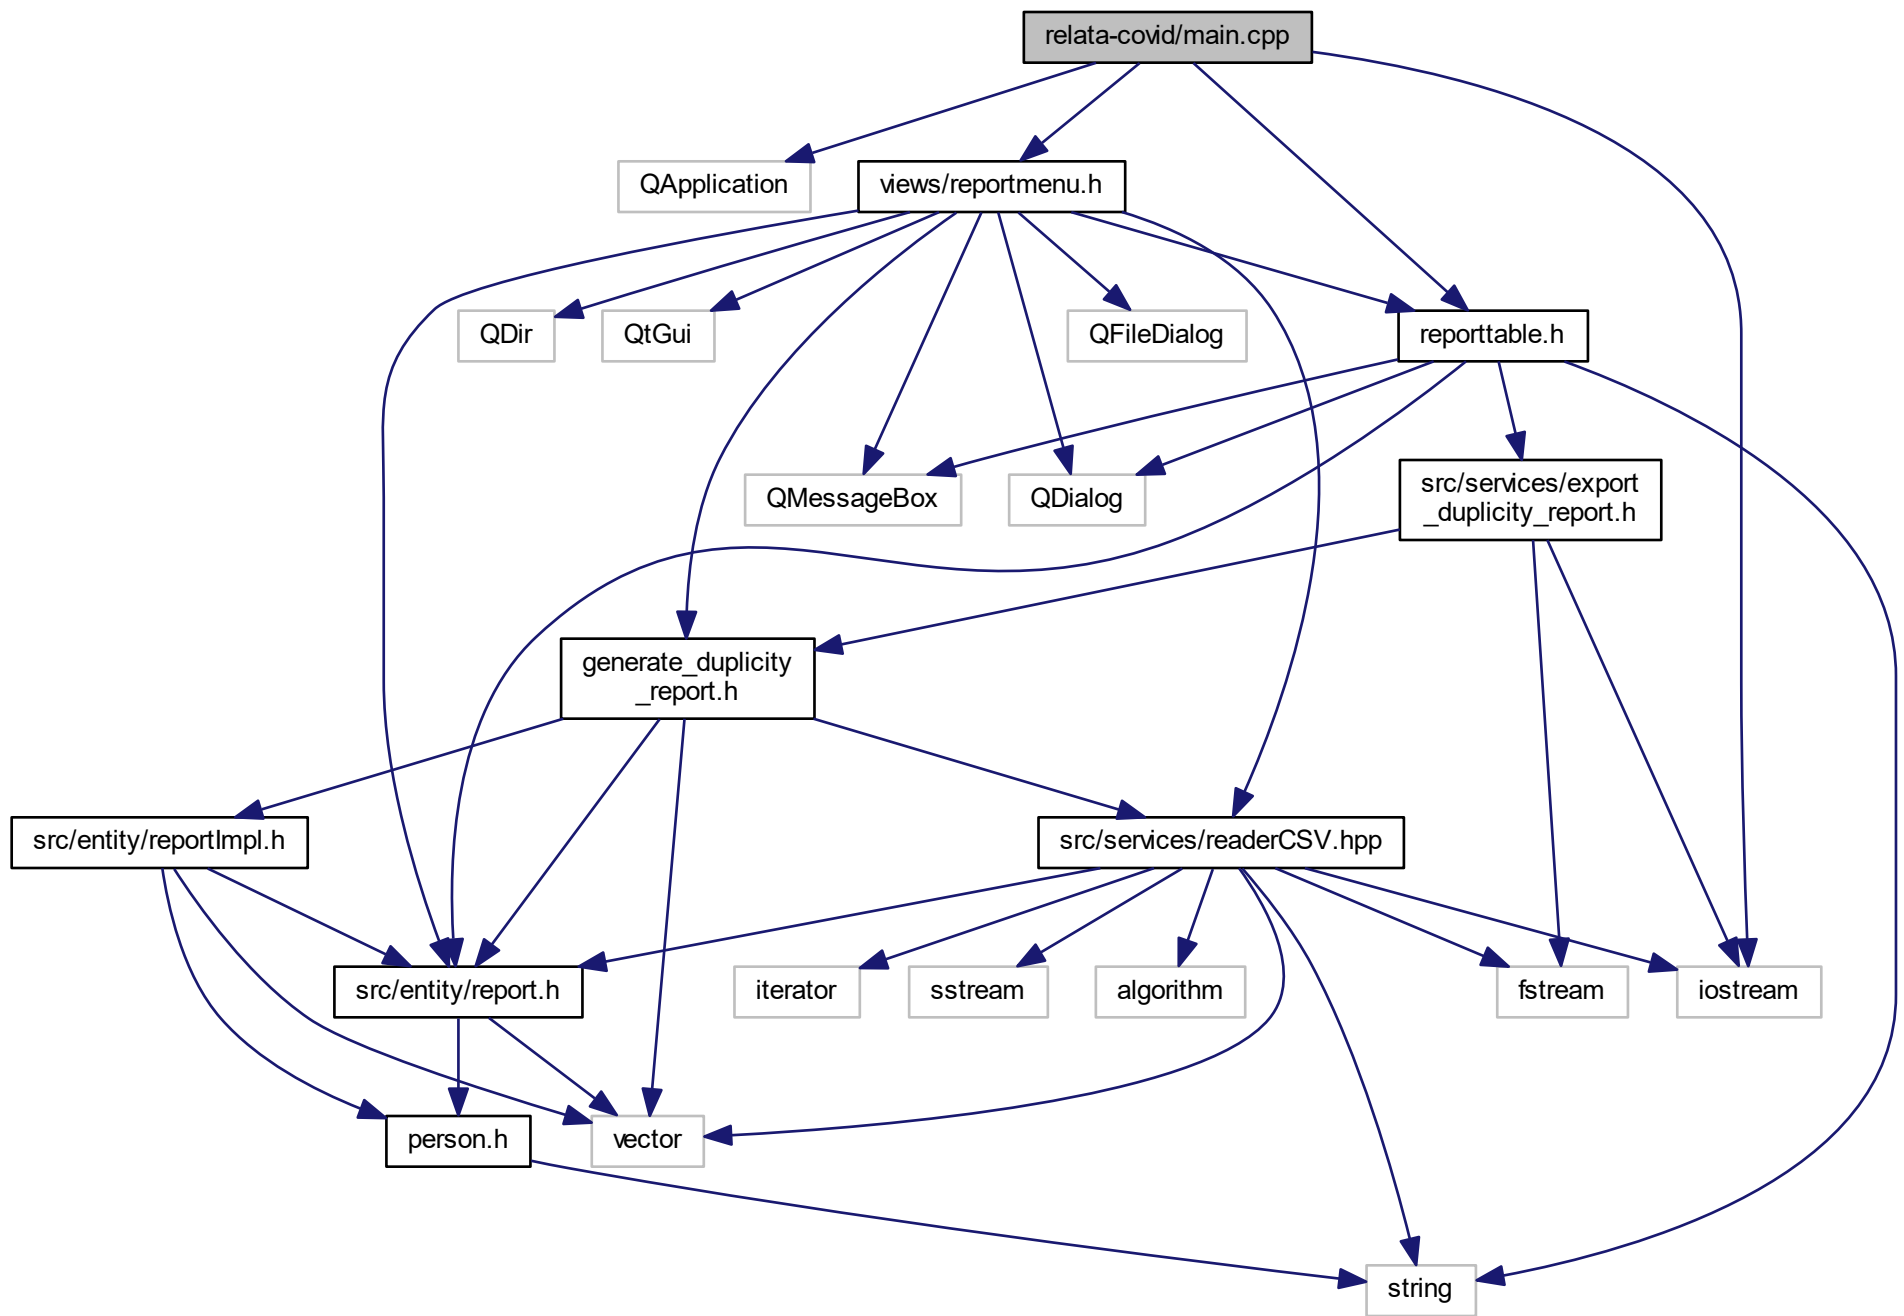 relata-covid/main.cpp
QApplication
views/reportmenu.h
QDir
QtGui
QFileDialog
reporttable.h
QMessageBox
QDialog
src/services/export
_duplicity_report.h
generate_duplicity
_report.h
src/entity/reportImpl.h
src/services/readerCSV.hpp
src/entity/report.h
iterator
sstream
algorithm
fstream
iostream
person.h
vector
string